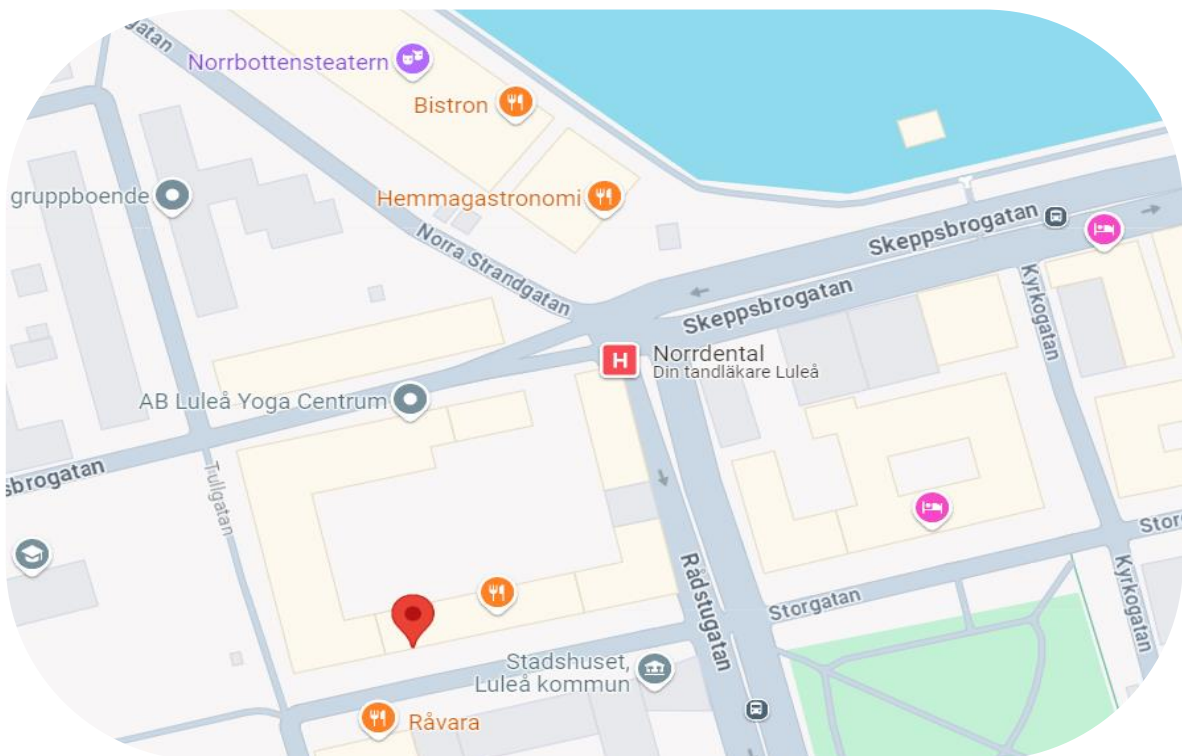 gatan
Norrbottensteatern
Bistron
gruppboende
Hemmagastronomi
Norra Strandgatan
Skeppsbrogatan
Skeppsbrogatan
Kyrkogatan
H
Norrdental
Din tandläkare Luleå
AB Luleå Yoga Centrum
sbrogatan
Tullgatan
Rådstugatan
Storgatan
Stor
Kyrkogatan
Stadshuset,
Luleå kommun
Råvara